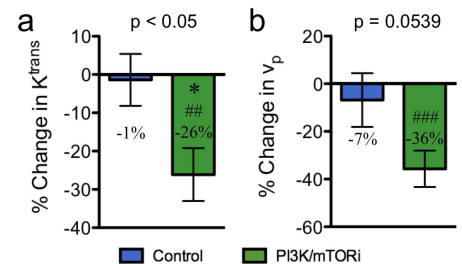 a
p < 0.05
% Change in Ktrans
10
0
-10
-20
-30
-40
*
##
-1%
-26%
b
p = 0.0539
% Change in vp
20
0
-20
-40
-60
###
-7%
-36%
Control
PI3K/mTORi